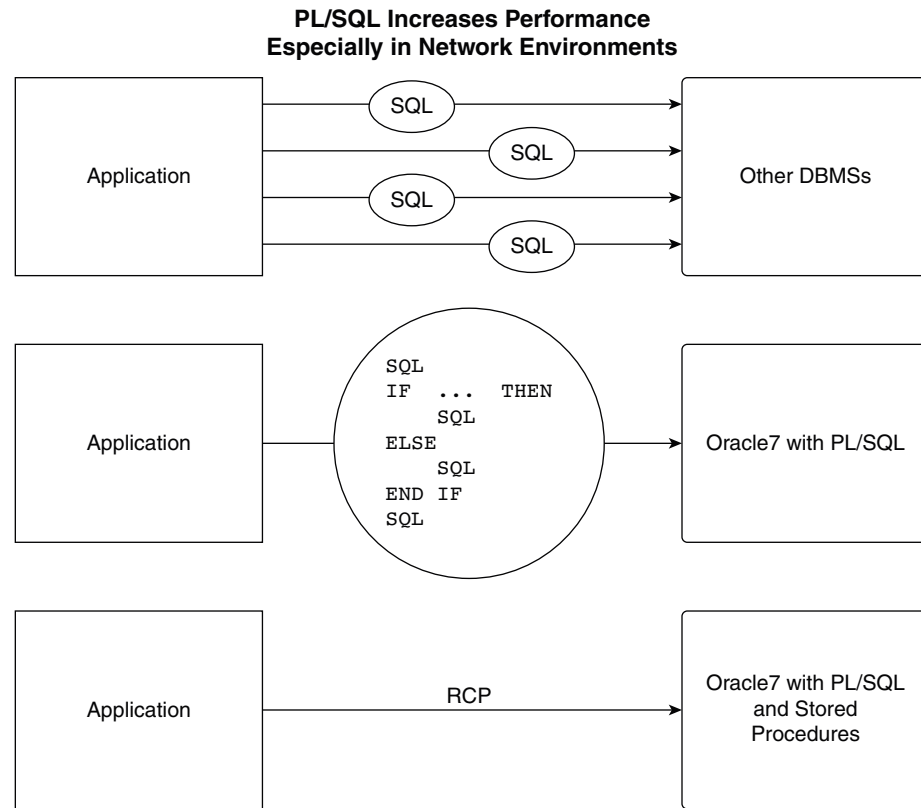 PL/SQL Increases Performance
Especially in Network Environments
Application
SQL
SQL
SQL
SQL
Other DBMSs
Application
SQL
IF ... THEN
SQL
ELSE
SQL
END IF
SQL
Oracle7 with PL/SQL
Application
RCP
Oracle7 with PL/SQL
and Stored
Procedures